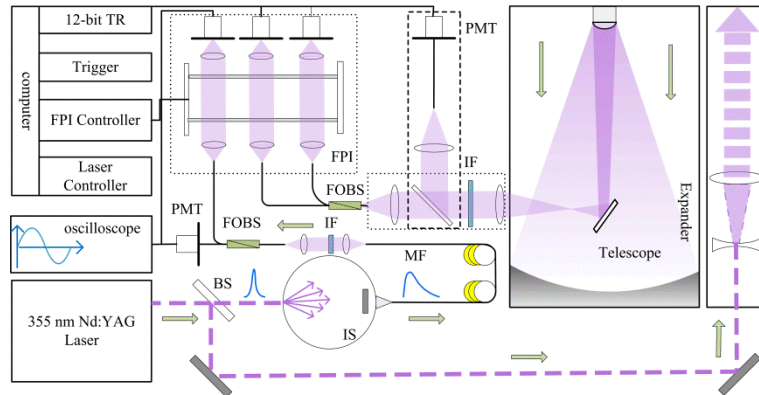 computer
12-bit TR
Trigger
FPI Controller
Laser
Controller
FPI
PMT
IF
FOBS
oscilloscope
PMT
FOBS
IF
MF
BS
IS
355 nm Nd:YAG
Laser
Telescope
Expander